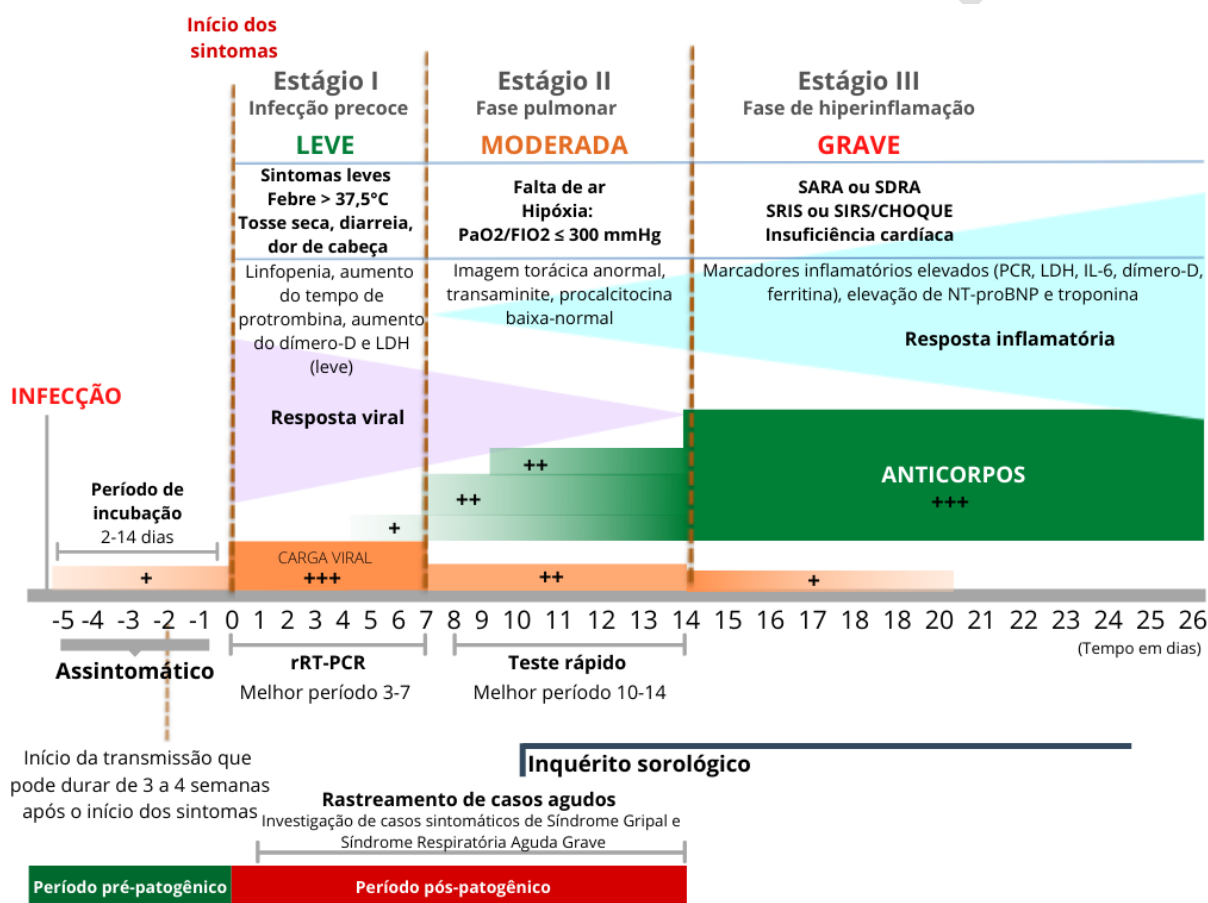 Início dos
sintomas
Estágio I
Infecção precoce
LEVE
Sintomas leves
Febre > 37,5°C
Tosse seca, diarreia,
dor de cabeça
Linfopenia, aumento
do tempo de
protrombina, aumento
do dímero-D e LDH
(leve)
Estágio II
Fase pulmonar
MODERADA
Falta de ar
Hipóxia:
PaO2/FIO2 ≤ 300 mmHg
Imagem torácica anormal,
transaminite, procalcitocina
baixa-normal
Estágio III
Fase de hiperinflamação
GRAVE
SARA ou SDRA
SRIS ou SIRS/CHOQUE
Insuficiência cardíaca
Marcadores inflamatórios elevados (PCR, LDH, IL-6, dímero-D,
ferritina), elevação de NT-proBNP e troponina
Resposta inflamatória
INFECÇÃO
Resposta viral
++
ANTICORPOS
+++
++
+
Período de
incubação
2-14 dias
+
CARGA VIRAL
+++
++
+
-5 -4 -3 -2 -1 0 1 2 3 4 5 6 7 8 9 10 11 12 13 14 15 16 17 18 18 20 21 22 23 24 25 26
(Tempo em dias)
Assintomático
rRT-PCR
Melhor período 3-7
Teste rápido
Melhor período 10-14
Início da transmissão que
pode durar de 3 a 4 semanas
após o início dos sintomas
Inquérito sorológico
Rastreamento de casos agudos
Investigação de casos sintomáticos de Síndrome Gripal e
Síndrome Respiratória Aguda Grave
Período pré-patogênico
Período pós-patogênico